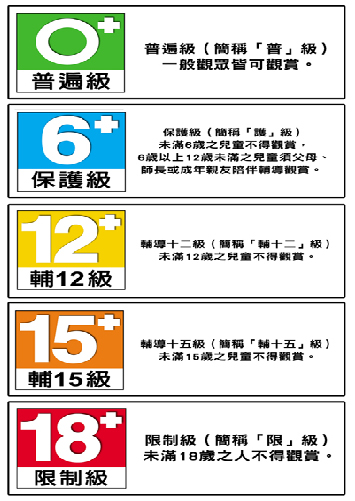 0+
普遍級
普遍級（簡稱「普」級）
一般觀眾皆可觀賞。
6+
保護級
保護級（簡稱「護」級）
未滿6歲之兒童不得觀賞，
6歲以上12歲未滿之兒童須父母、
師長或成年親友陪伴輔導觀賞。
12+
輔12級
輔導十二級（簡稱「輔十二」級）
未滿12歲之兒童不得觀賞。
15+
輔15級
輔導十五級（簡稱「輔十五」級）
未滿15歲之兒童不得觀賞。
18+
限制級
限制級（簡稱「限」級）
未滿18歲之人不得觀賞。